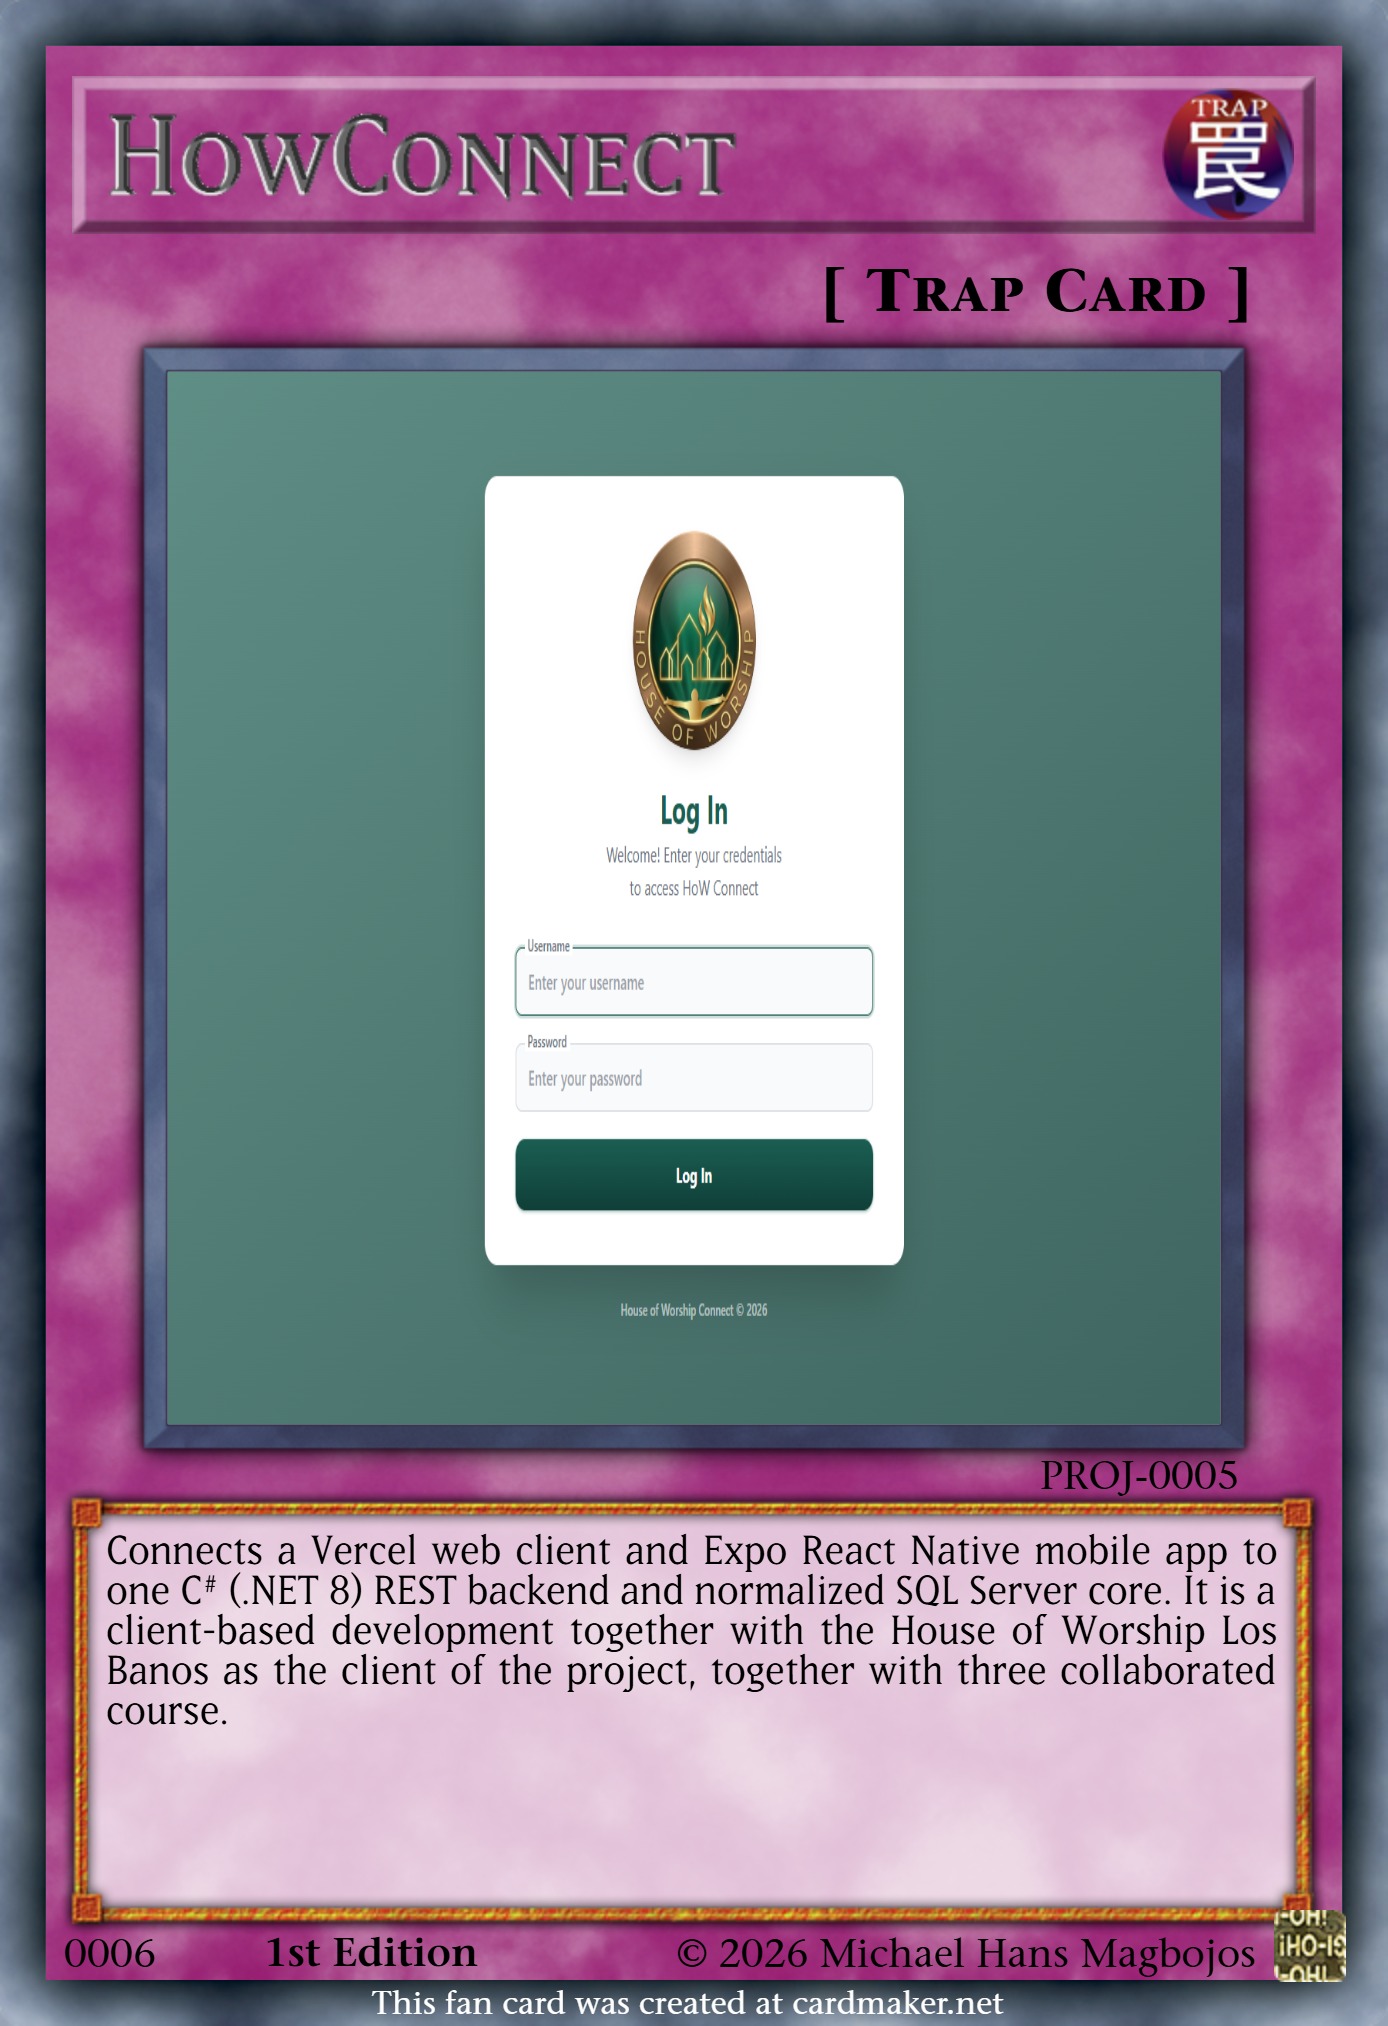 HowConnect
TRAP
罠
[ Trap Card ]
HOUSE OF WORSHIP
Log In
Welcome! Enter your credentials
to access HoW Connect
Username
Enter your username
Password
Enter your password
Log In
House of Worship Connect © 2026
PROJ-0005
Connects a Vercel web client and Expo React Native mobile app to
one C# (.NET 8) REST backend and normalized SQL Server core. It is a
client-based development together with the House of Worship Los
Banos as the client of the project, together with three collaborated
course.
0006
1st Edition
© 2026 Michael Hans Magbojos
This fan card was created at cardmaker.net